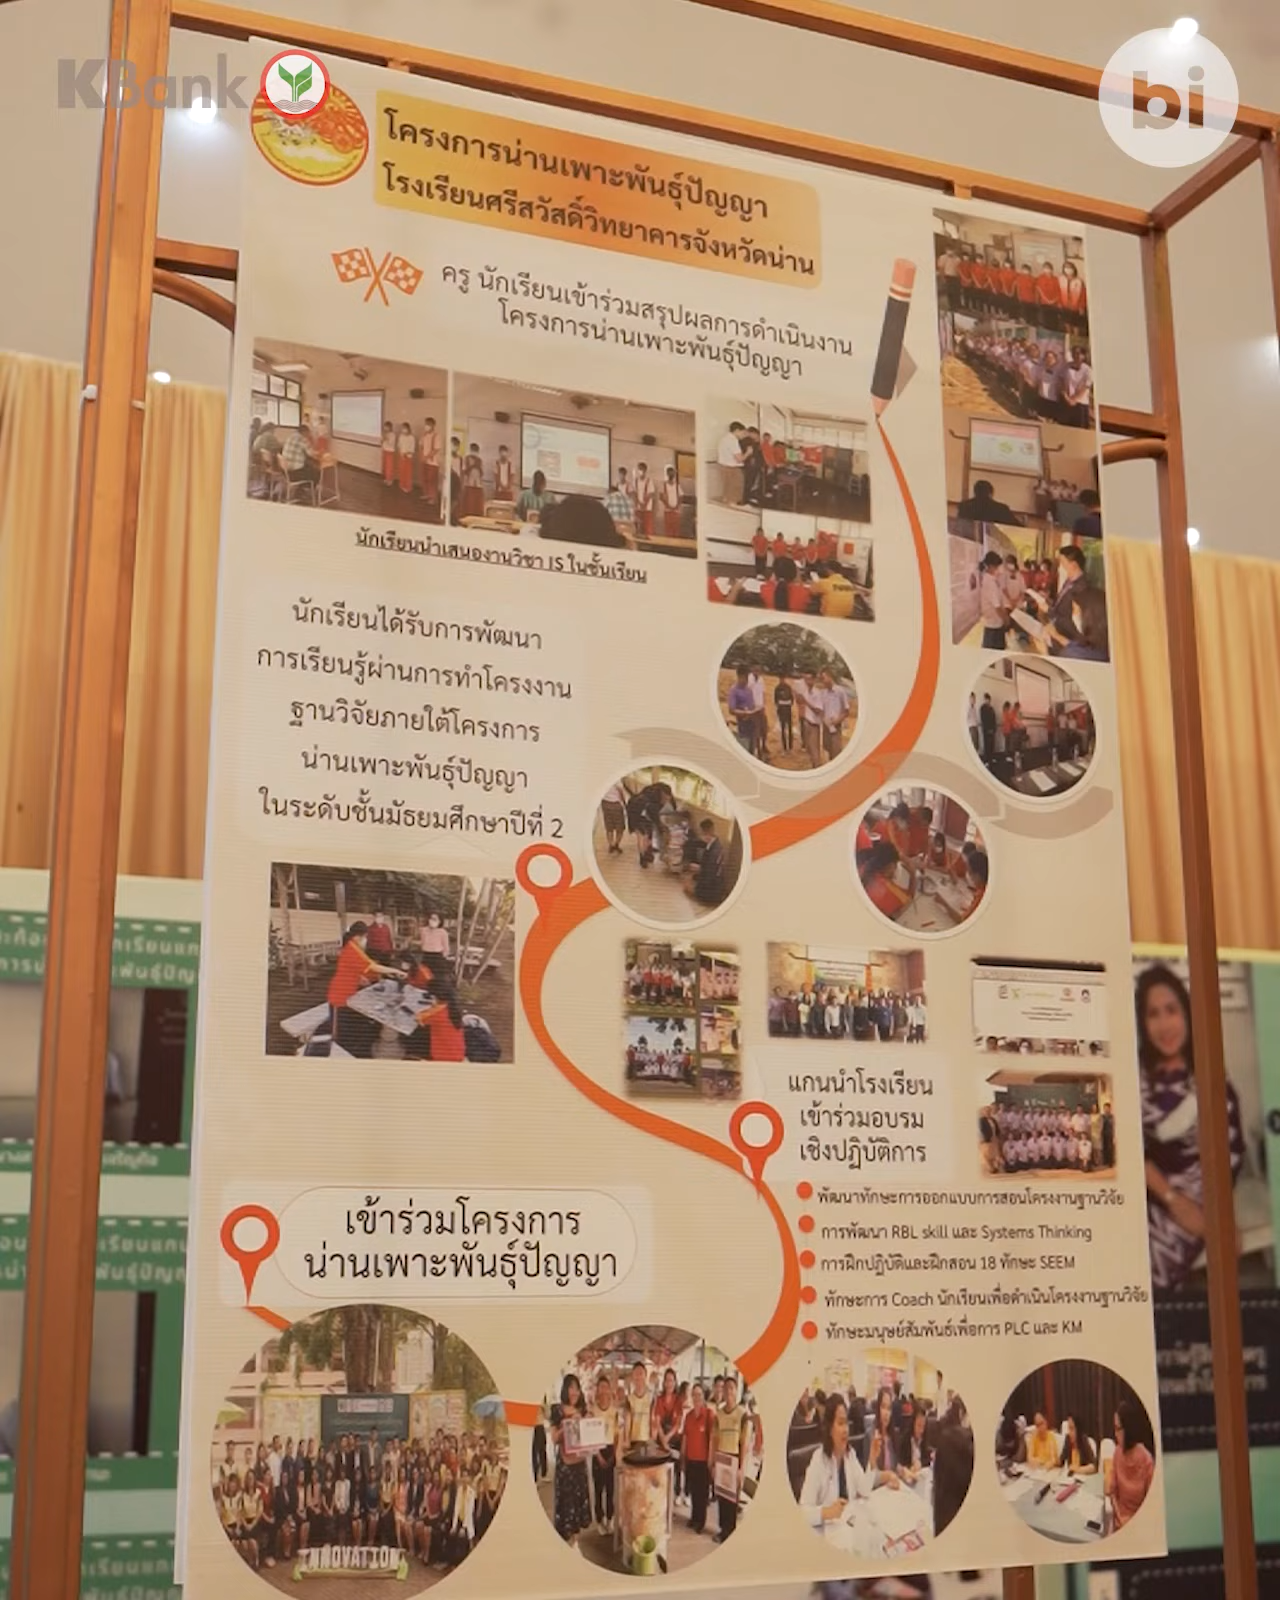 KBank
bi
โครงการน่านเพาะพันธุ์ปัญญา
โรงเรียนศรีสวัสดิ์วิทยาคารจังหวัดน่าน
ครู นักเรียนเข้าร่วมสรุปผลการดำเนินงาน
โครงการน่านเพาะพันธุ์ปัญญา
นักเรียนนำเสนองานวิชา IS ในชั้นเรียน
นักเรียนได้รับการพัฒนา
การเรียนรู้ผ่านการทำโครงงาน
ฐานวิจัยภายใต้โครงการ
น่านเพาะพันธุ์ปัญญา
ในระดับชั้นมัธยมศึกษาปีที่ 2
แกนนำโรงเรียน
เข้าร่วมอบรม
เชิงปฏิบัติการ
พัฒนาทักษะการออกแบบการสอนโครงงานฐานวิจัย
การพัฒนา RBL skill และ Systems Thinking
การฝึกปฏิบัติและฝึกสอน 18 ทักษะ SEEM
ทักษะการ Coach นักเรียนเพื่อดำเนินโครงงานฐานวิจัย
ทักษะมนุษย์สัมพันธ์เพื่อการ PLC และ KM
เข้าร่วมโครงการ
น่านเพาะพันธุ์ปัญญา
INNOVATION